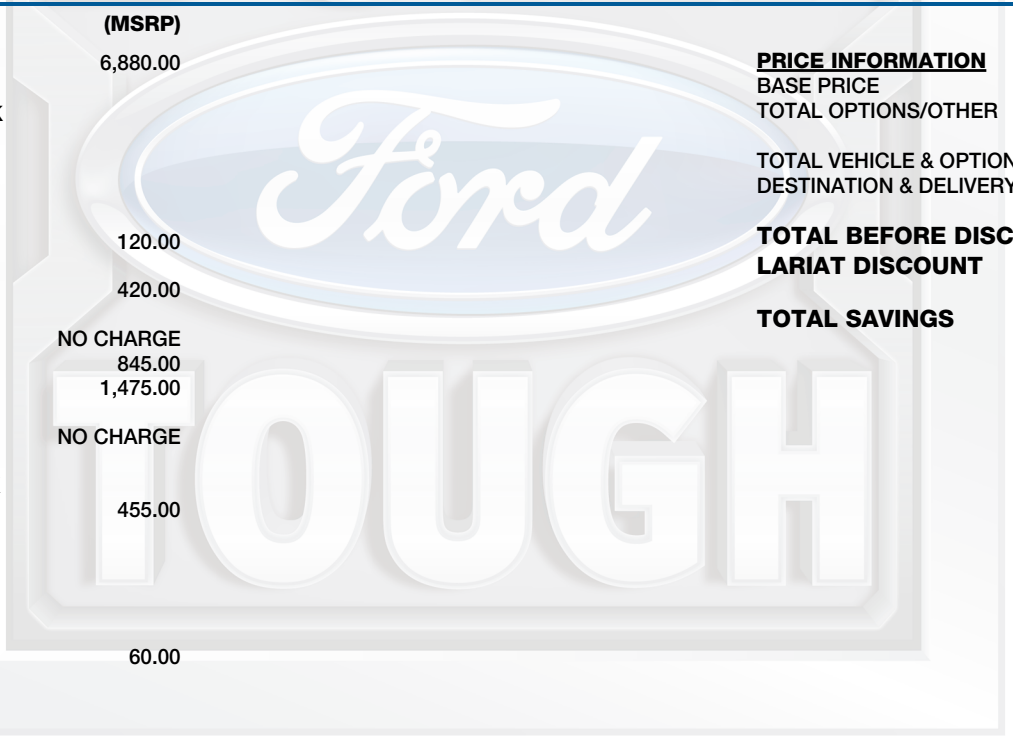 (MSRP)
6,880.00
120.00
420.00
NO CHARGE
845.00
1,475.00
NO CHARGE
455.00
60.00
PRICE INFORMATION
BASE PRICE
TOTAL OPTIONS/OTHER
TOTAL VEHICLE & OPTION
DESTINATION & DELIVERY
TOTAL BEFORE DISC
LARIAT DISCOUNT
TOTAL SAVINGS
Ford
TOUGH